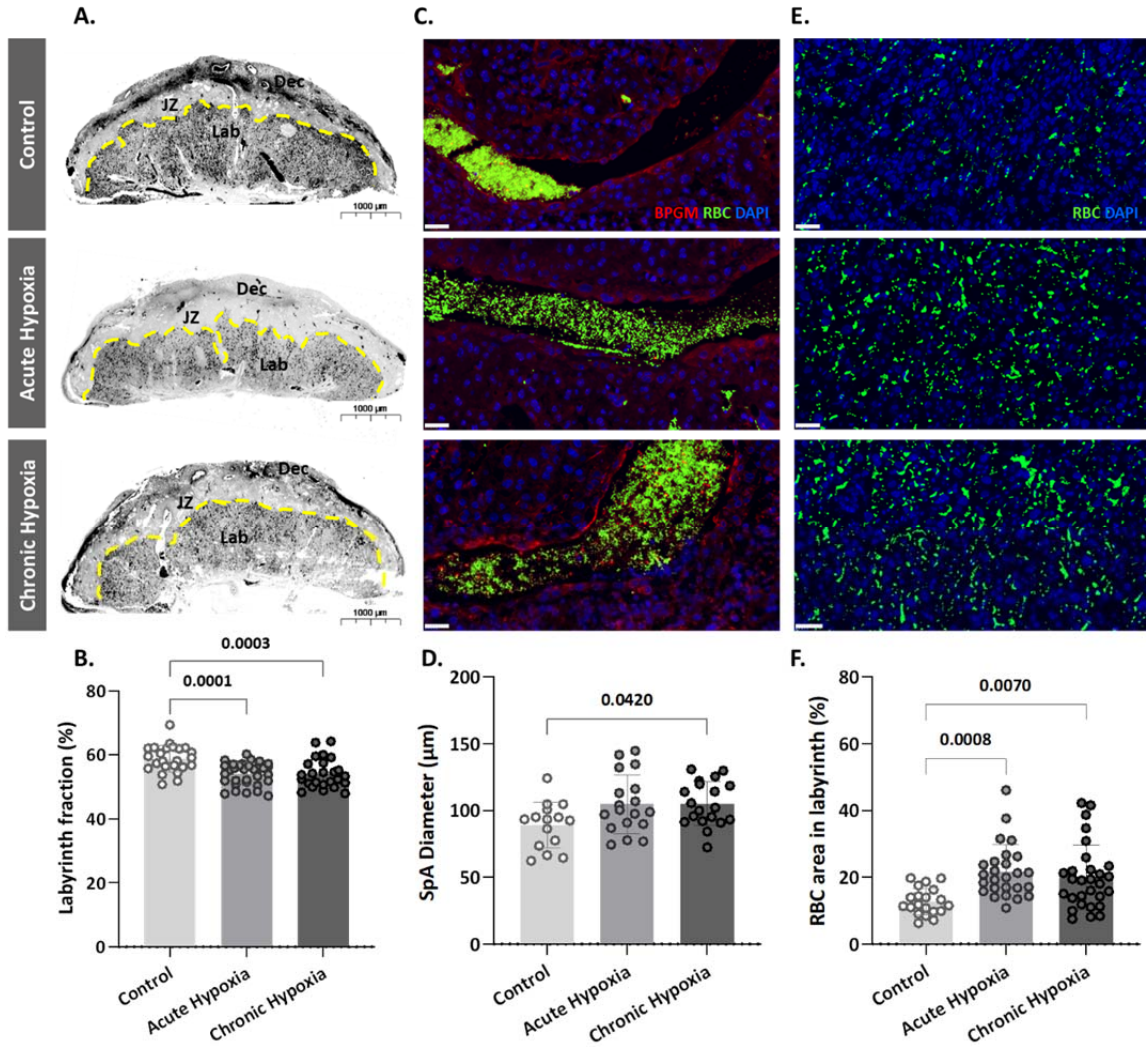 A.
C.
E.
Control
Dec
JZ
Lab
1000 µm
BPGM RBC DAPI
RBC DAPI
Acute Hypoxia
Dec
JZ
Lab
1000 µm
Chronic Hypoxia
Dec
JZ
Lab
1000 µm
B.
0.0003
0.0001
Labyrinth fraction (%)
80
60
40
20
0
Control
Acute Hypoxia
Chronic Hypoxia
D.
0.0420
SpA Diameter (µm)
200
150
100
50
0
Control
Acute Hypoxia
Chronic Hypoxia
F.
0.0070
0.0008
RBC area in labyrinth (%)
80
60
40
20
0
Control
Acute Hypoxia
Chronic Hypoxia